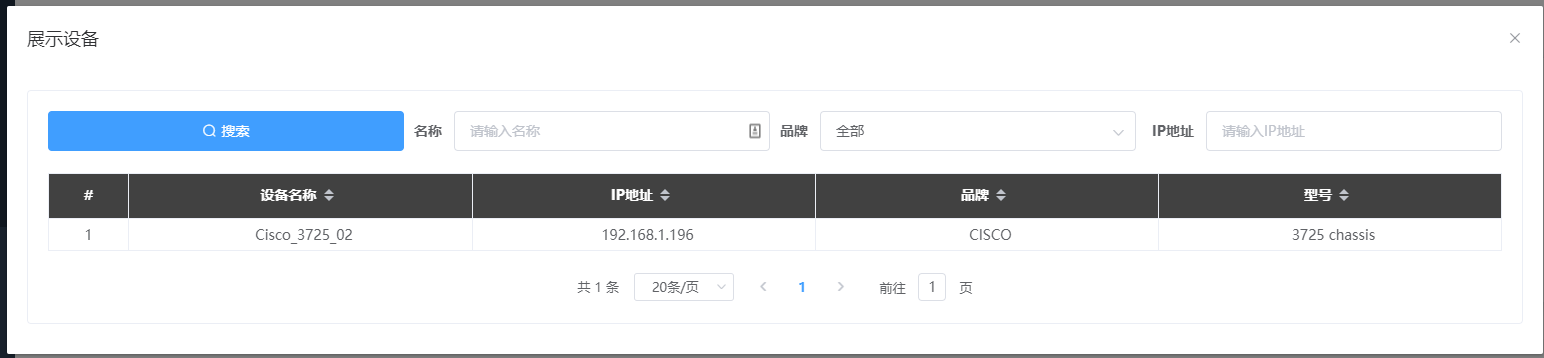 展示设备
搜索 名称 请输入名称 品牌 全部 IP地址 请输入IP地址
# 设备名称 IP地址 品牌 型号
1 Cisco_3725_02 192.168.1.196 CISCO 3725 chassis
共 1 条 20条/页 1 前往 1 页